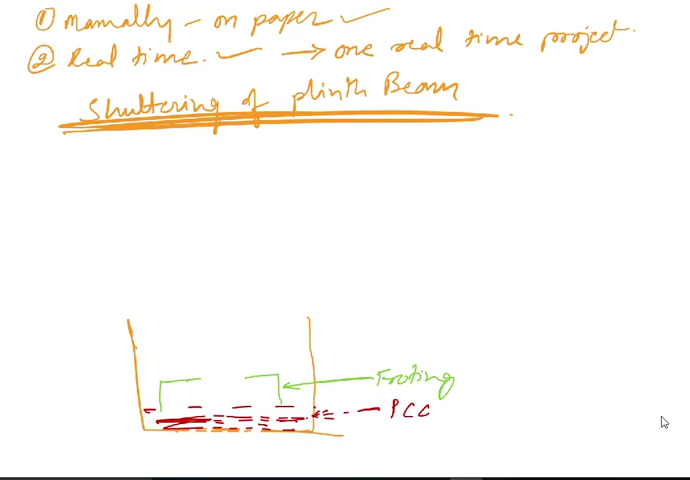 ① Manually - on paper
② Real time. → one real time project.
Shuttering of plinth Beam
Footing
PCC